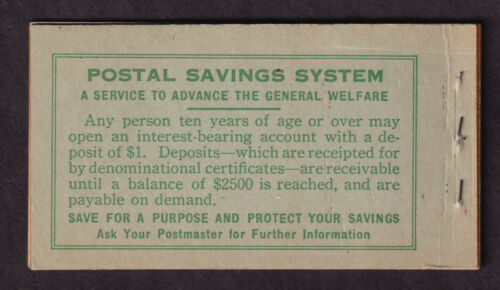 POSTAL SAVINGS SYSTEM
A SERVICE TO ADVANCE THE GENERAL WELFARE
Any person ten years of age or over may
open an interest-bearing account with a de-
posit of $1. Deposits—which are receipted for
by denominational certificates—are receivable
until a balance of $2500 is reached, and are
payable on demand.
SAVE FOR A PURPOSE AND PROTECT YOUR SAVINGS
Ask Your Postmaster for Further Information